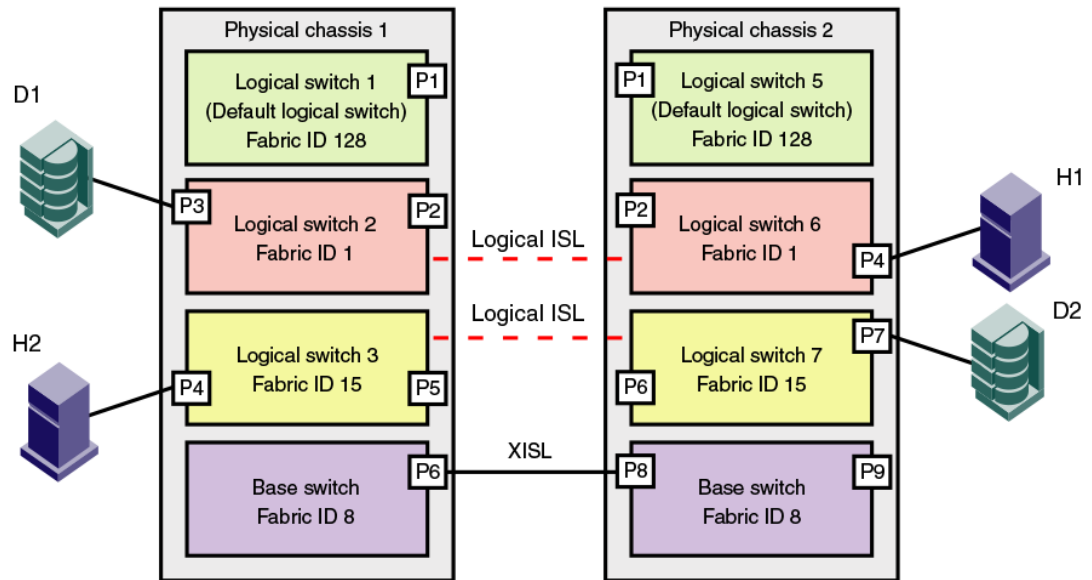 Physical chassis 1
Physical chassis 2
Logical switch 1
(Default logical switch)
Fabric ID 128
P1
P1
Logical switch 5
(Default logical switch)
Fabric ID 128
D1
H1
P3
Logical switch 2
Fabric ID 1
P2
P2
Logical switch 6
Fabric ID 1
P4
Logical ISL
Logical ISL
D2
H2
P4
Logical switch 3
Fabric ID 15
P5
P6
Logical switch 7
Fabric ID 15
P7
XISL
Base switch
Fabric ID 8
P6
P8
Base switch
Fabric ID 8
P9